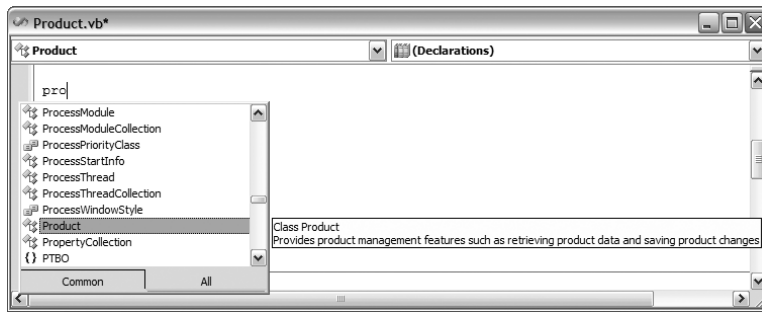 Product.vb*
Product (Declarations)
pro
ProcessModule
ProcessModuleCollection
ProcessPriorityClass
ProcessStartInfo
ProcessThread
ProcessThreadCollection
ProcessWindowStyle
Product
Class Product
Provides product management features such as retrieving product data and saving product changes
PropertyCollection
{} PTBO
Common All